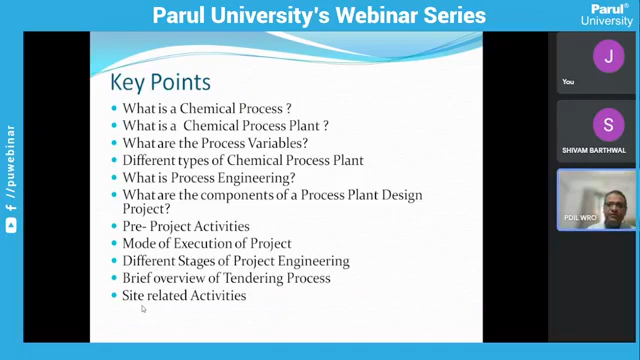 Parul University's Webinar Series
Parul®
University
Key Points
What is a Chemical Process ?
What is a Chemical Process Plant ?
What are the Process Variables?
Different types of Chemical Process Plant
What is Process Engineering?
What are the components of a Process Plant Design
Project?
Pre- Project Activities
Mode of Execution of Project
Different Stages of Project Engineering
Brief overview of Tendering Process
Site related Activities
J
You
S
SHIVAM BARTHWAL
PDIL WRO
/puwebinar